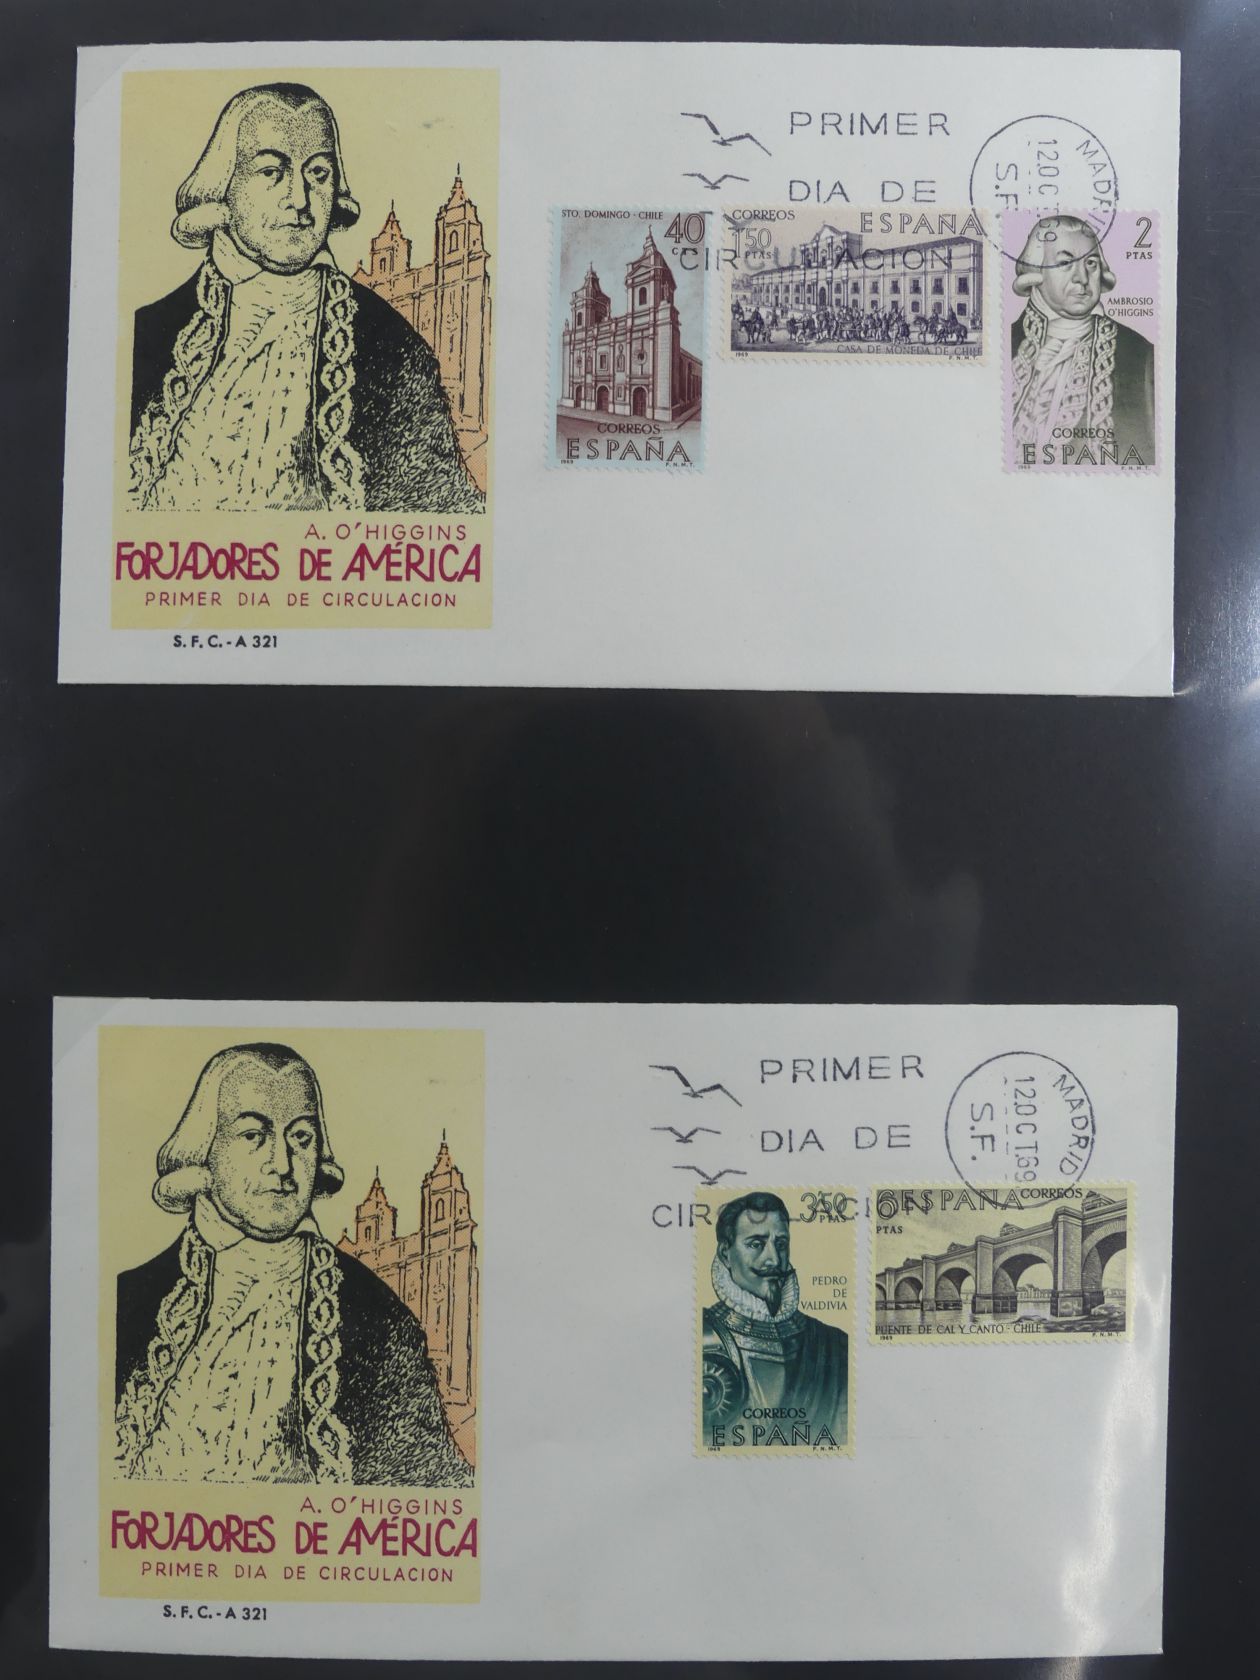 PRIMER
DIA DE
CIRCULACION
MADRID
12.OCT.69
S.F.
STO. DOMINGO - CHILE
40
CTS
CORREOS
ESPAÑA
1969
F.N.M.T.
CORREOS ESPAÑA
1'50
PTAS
CASA DE MONEDA DE CHILE
1969
F.N.M.T.
2
PTAS
AMBROSIO
O'HIGGINS
CORREOS
ESPAÑA
1969
F.N.M.T.
A. O'HIGGINS
FORJADORES DE AMÉRICA
PRIMER DIA DE CIRCULACION
S.F.C.-A 321
PRIMER
DIA DE
CIRCULACION
MADRID
12.OCT.69
S.F.
3'50
PTAS
PEDRO
DE
VALDIVIA
CORREOS
ESPAÑA
1969
F.N.M.T.
6 ESPAÑA CORREOS
PTAS
PUENTE DE CAL Y CANTO - CHILE
1969
F.N.M.T.
A. O'HIGGINS
FORJADORES DE AMÉRICA
PRIMER DIA DE CIRCULACION
S.F.C.-A 321